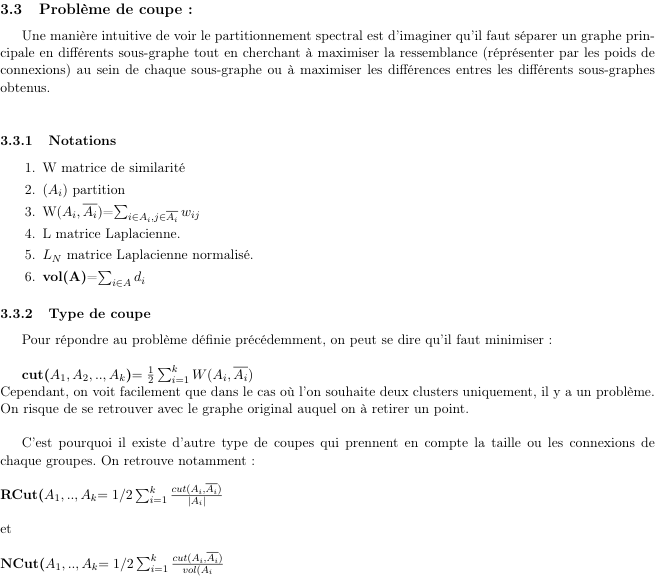 3.3 Problème de coupe :
Une manière intuitive de voir le partitionnement spectral est d'imaginer qu'il faut séparer un graphe prin-
cipale en différents sous-graphe tout en cherchant à maximiser la ressemblance (réprésenter par les poids de
connexions) au sein de chaque sous-graphe ou à maximiser les différences entres les différents sous-graphes
obtenus.
3.3.1 Notations
1. W matrice de similarité
2. $(A_i)$ partition
3. W$(A_i, \overline{A_i})$=$\sum_{i \in A_i, j \in \overline{A_i}} w_{ij}$
4. L matrice Laplacienne.
5. $L_N$ matrice Laplacienne normalisé.
6. vol(A)=$\sum_{i \in A} d_i$
3.3.2 Type de coupe
Pour répondre au problème définie précédemment, on peut se dire qu'il faut minimiser :
cut($A_1, A_2, .., A_k$)= $\frac{1}{2} \sum_{i=1}^{k} W(A_i, \overline{A_i})$
Cependant, on voit facilement que dans le cas où l'on souhaite deux clusters uniquement, il y a un problème.
On risque de se retrouver avec le graphe original auquel on à retirer un point.
C'est pourquoi il existe d'autre type de coupes qui prennent en compte la taille ou les connexions de
chaque groupes. On retrouve notamment :
RCut($A_1, .., A_k$= $1/2 \sum_{i=1}^{k} \frac{cut(A_i, \overline{A_i})}{|A_i|}$
et
NCut($A_1, .., A_k$= $1/2 \sum_{i=1}^{k} \frac{cut(A_i, \overline{A_i})}{vol(A_i}$